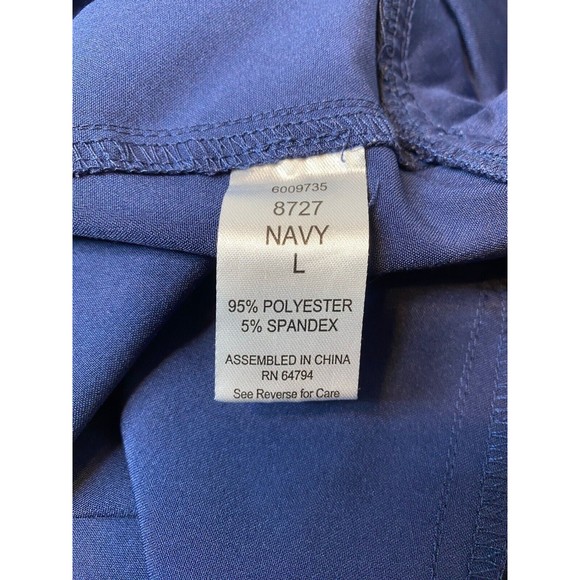 6009735
8727
NAVY
L
95% POLYESTER
5% SPANDEX
ASSEMBLED IN CHINA
RN 64794
See Reverse for Care